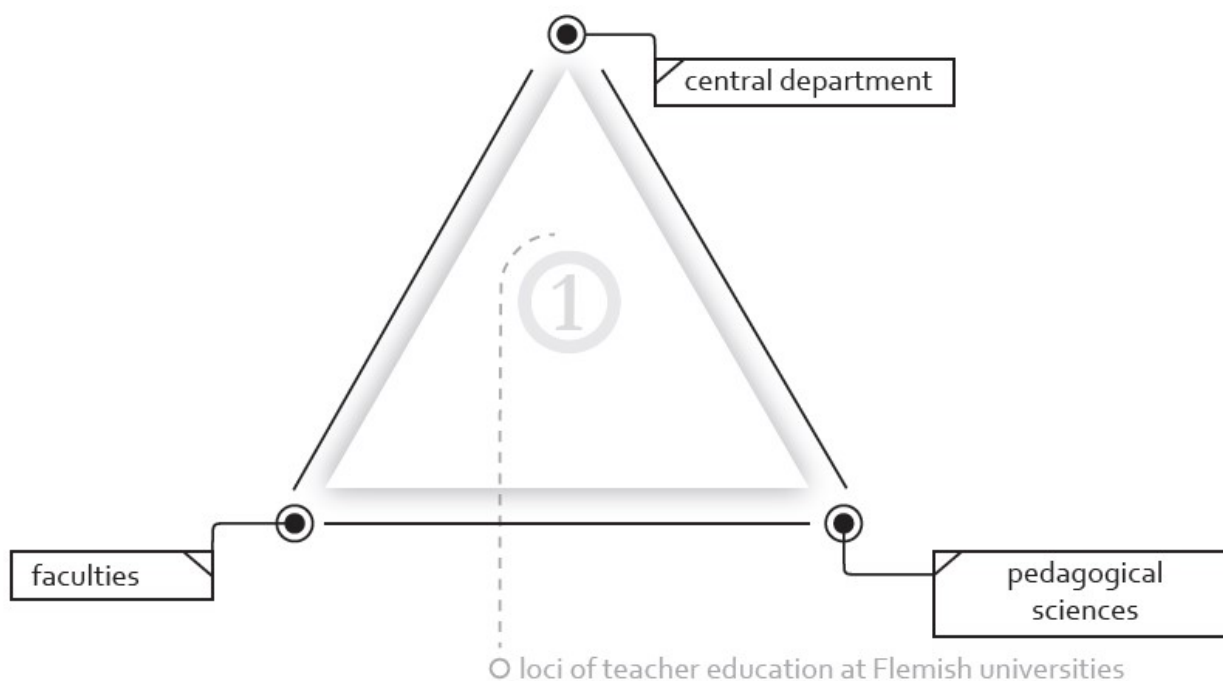 central department
1
faculties
pedagogical
sciences
loci of teacher education at Flemish universities